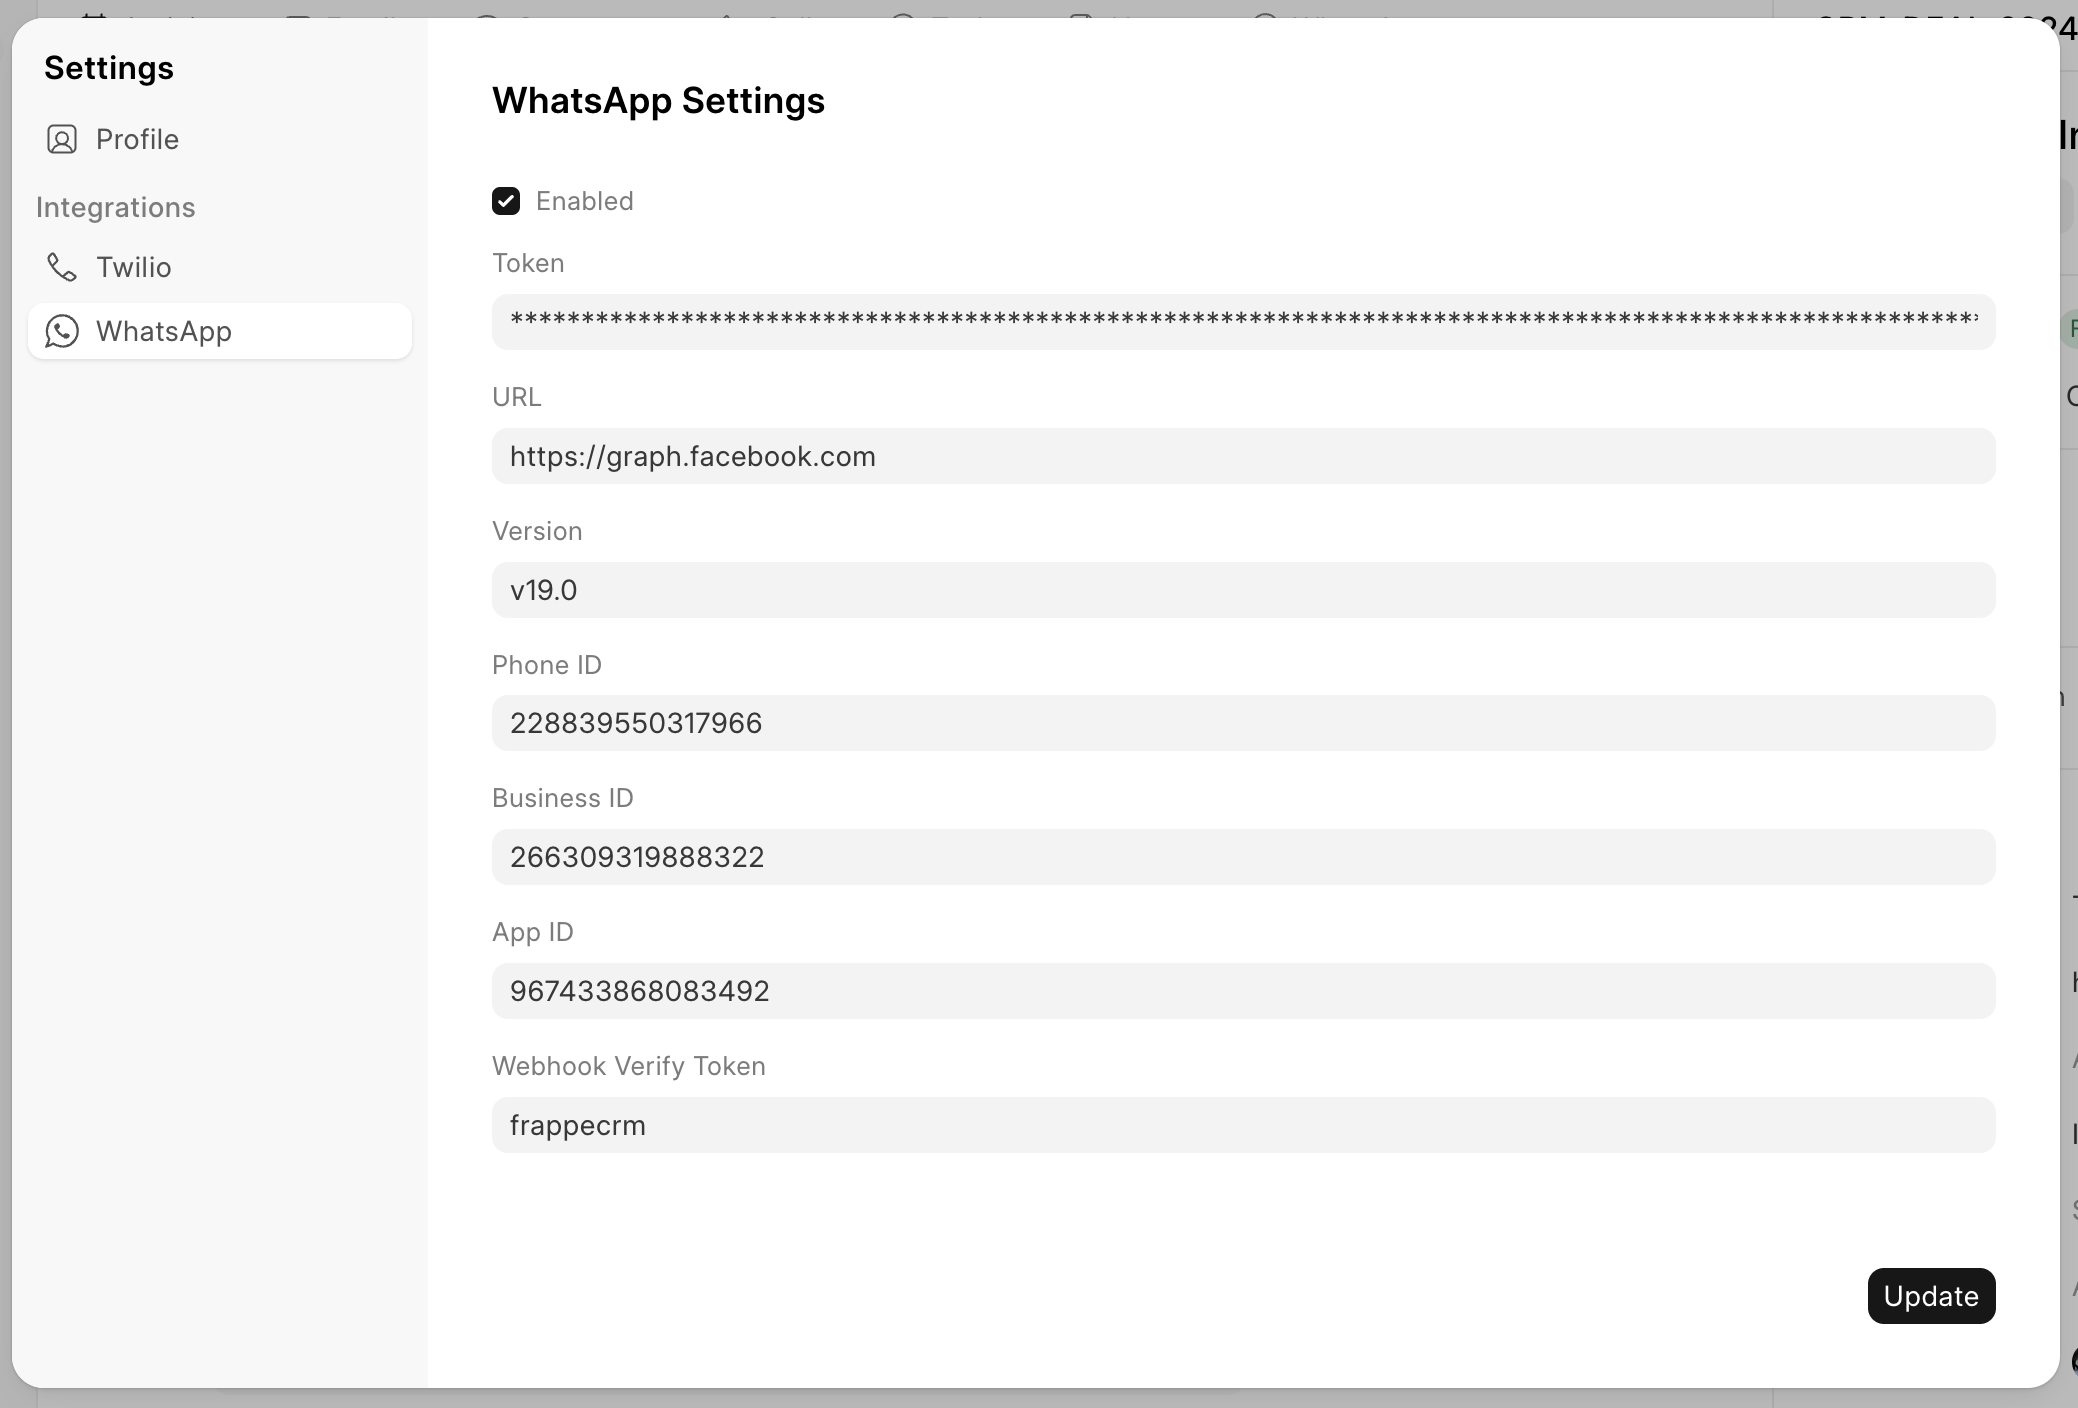 Settings
Profile
Integrations
Twilio
WhatsApp
WhatsApp Settings
Enabled
Token
*******************************************************************************************************
URL
https://graph.facebook.com
Version
v19.0
Phone ID
228839550317966
Business ID
266309319888322
App ID
967433868083492
Webhook Verify Token
frappecrm
Update